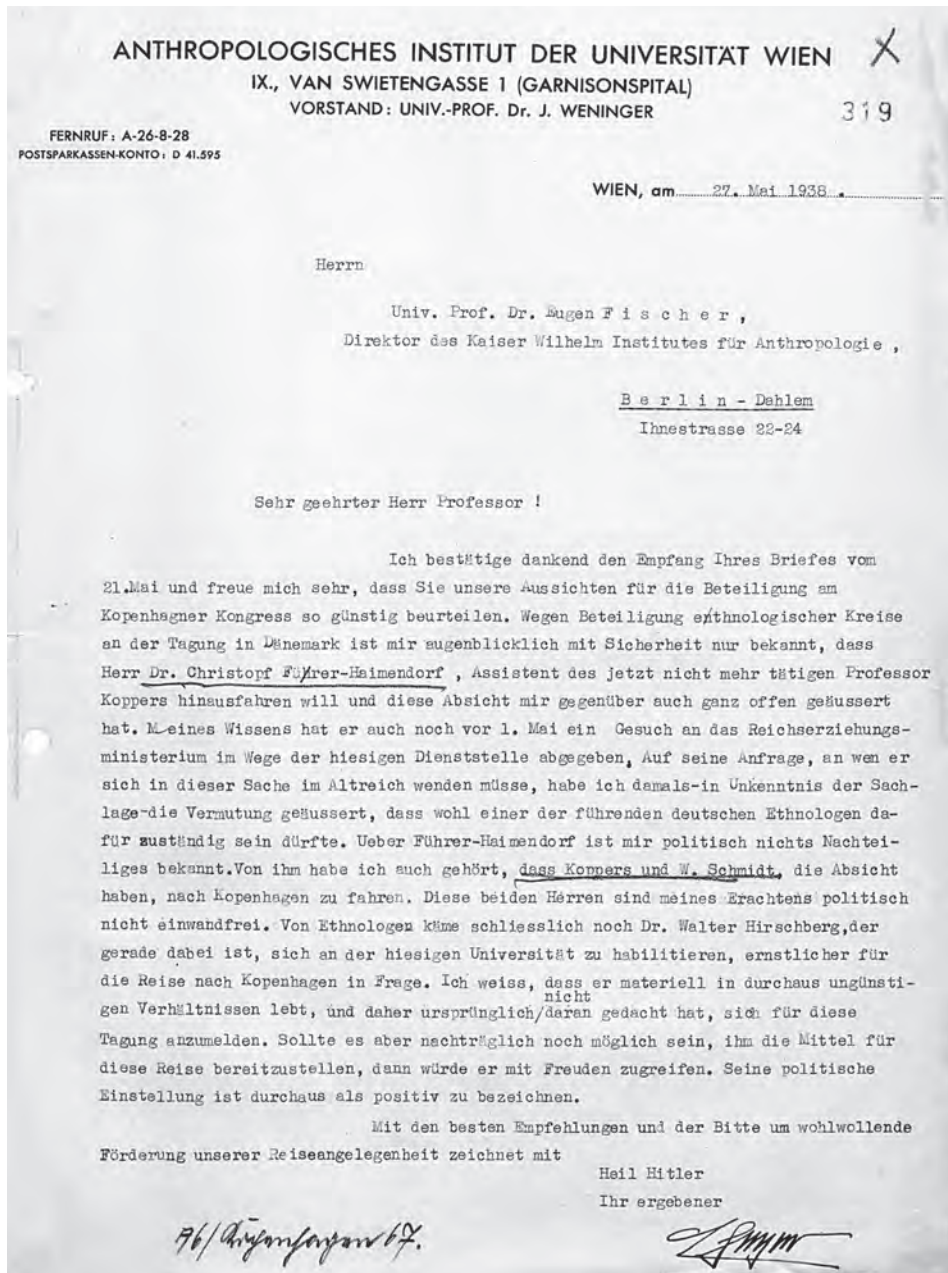 ANTHROPOLOGISCHES INSTITUT DER UNIVERSITÄT WIEN X
IX., VAN SWIETENGASSE 1 (GARNISONSPITAL)
VORSTAND: UNIV.-PROF. Dr. J. WENINGER
319
FERNRUF: A-26-8-28
POSTSPARKASSEN-KONTO: D 41.595
WIEN, am 27. Mai 1938.
Herrn
Univ. Prof. Dr. Eugen F i s c h e r ,
Direktor des Kaiser Wilhelm Institutes für Anthropologie ,
B e r l i n - Dahlem
Ihnestrasse 22-24
Sehr geehrter Herr Professor !
Ich bestätige dankend den Empfang Ihres Briefes vom
21.Mai und freue mich sehr, dass Sie unsere Aussichten für die Beteiligung am
Kopenhagner Kongress so günstig beurteilen. Wegen Beteiligung ethnologischer Kreise
an der Tagung in Dänemark ist mir augenblicklich mit Sicherheit nur bekannt, dass
Herr Dr. Christopf Führer-Haimendorf , Assistent des jetzt nicht mehr tätigen Professor
Koppers hinausfahren will und diese Absicht mir gegenüber auch ganz offen geäussert
hat. Meines Wissens hat er auch noch vor 1. Mai ein Gesuch an das Reichserziehungs-
ministerium im Wege der hiesigen Dienststelle abgegeben. Auf seine Anfrage, an wen er
sich in dieser Sache im Altreich wenden müsse, habe ich damals-in Unkenntnis der Sach-
lage-die Vermutung geäussert, dass wohl einer der führenden deutschen Ethnologen da-
für zuständig sein dürfte. Ueber Führer-Haimendorf ist mir politisch nichts Nachtei-
liges bekannt.Von ihm habe ich auch gehört, dass Koppers und W. Schmidt, die Absicht
haben, nach Kopenhagen zu fahren. Diese beiden Herren sind meines Erachtens politisch
nicht einwandfrei. Von Ethnologen käme schliesslich noch Dr. Walter Hirschberg,der
gerade dabei ist, sich an der hiesigen Universität zu habilitieren, ernstlicher für
die Reise nach Kopenhagen in Frage. Ich weiss, dass er materiell in durchaus ungünsti-
gen Verhältnissen lebt, und daher ursprünglich/nicht daran gedacht hat, sich für diese
Tagung anzumelden. Sollte es aber nachträglich noch möglich sein, ihm die Mittel für
diese Reise bereitzustellen, dann würde er mit Freuden zugreifen. Seine politische
Einstellung ist durchaus als positiv zu bezeichnen.
Mit den besten Empfehlungen und der Bitte um wohlwollende
Förderung unserer Reiseangelegenheit zeichnet mit
Heil Hitler
Ihr ergebener
96/Kopenhagen 67.